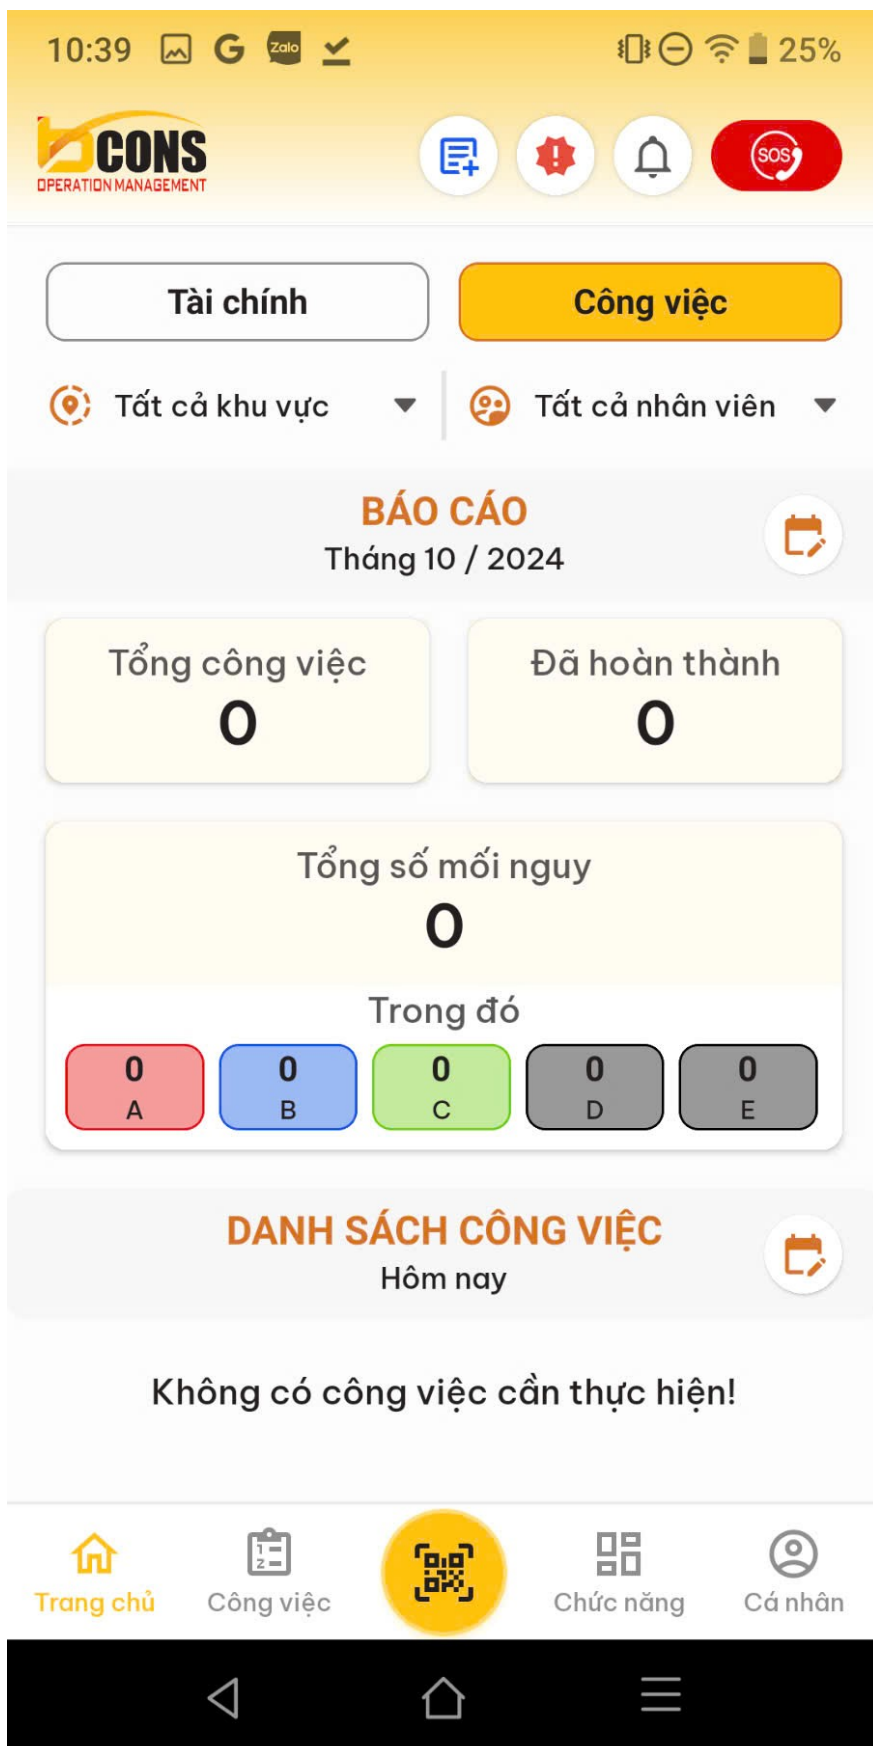 10:39 G Zalo 25%
bCONS
OPERATION MANAGEMENT
SOS
Tài chính Công việc
Tất cả khu vực Tất cả nhân viên
BÁO CÁO
Tháng 10 / 2024
Tổng công việc Đã hoàn thành
0 0
Tổng số mối nguy
0
Trong đó
0 0 0 0 0
A B C D E
DANH SÁCH CÔNG VIỆC
Hôm nay
Không có công việc cần thực hiện!
Trang chủ Công việc Chức năng Cá nhân